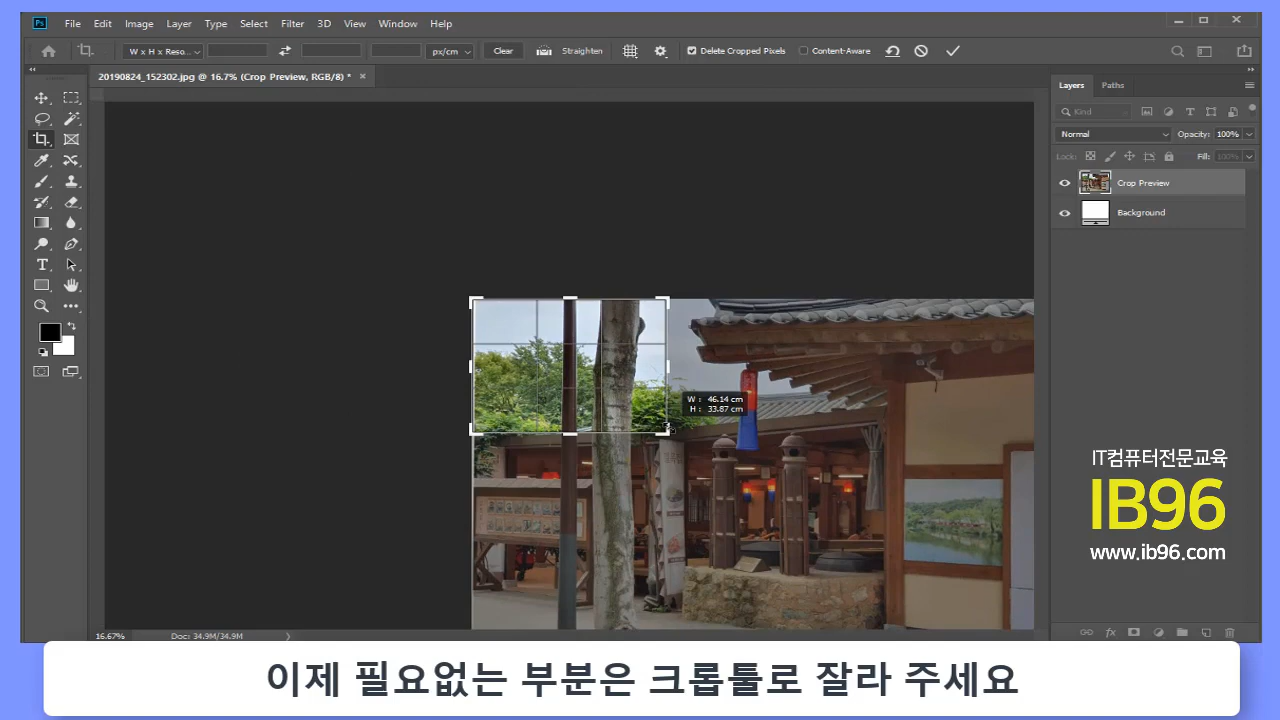 Ps File Edit Image Layer Type Select Filter 3D View Window Help
W x H x Reso... px/cm Clear Straighten Delete Cropped Pixels Content-Aware
20190824_152302.jpg @ 16.7% (Crop Preview, RGB/8) *
Layers Paths
Kind
Normal Opacity: 100%
Lock: Fill: 100%
Crop Preview
Background
W : 46.14 cm
H : 33.87 cm
IT컴퓨터전문교육
IB96
www.ib96.com
16.67% Doc: 34.9M/34.9M
이제 필요없는 부분은 크롭툴로 잘라 주세요